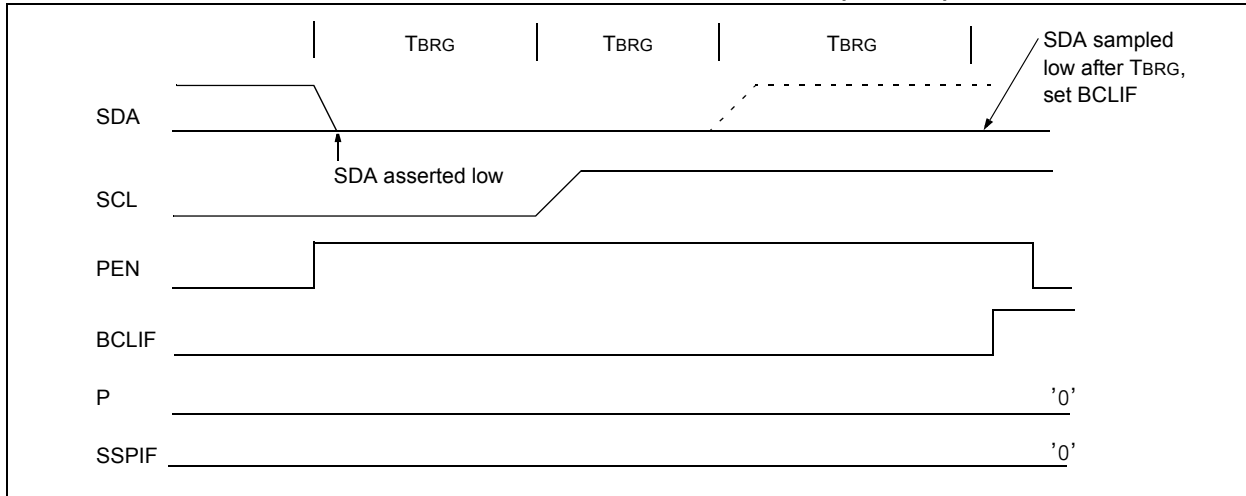 TBRG TBRG TBRG
SDA sampled
low after TBRG,
set BCLIF
SDA
SDA asserted low
SCL
PEN
BCLIF
P
'0'
SSPIF
'0'